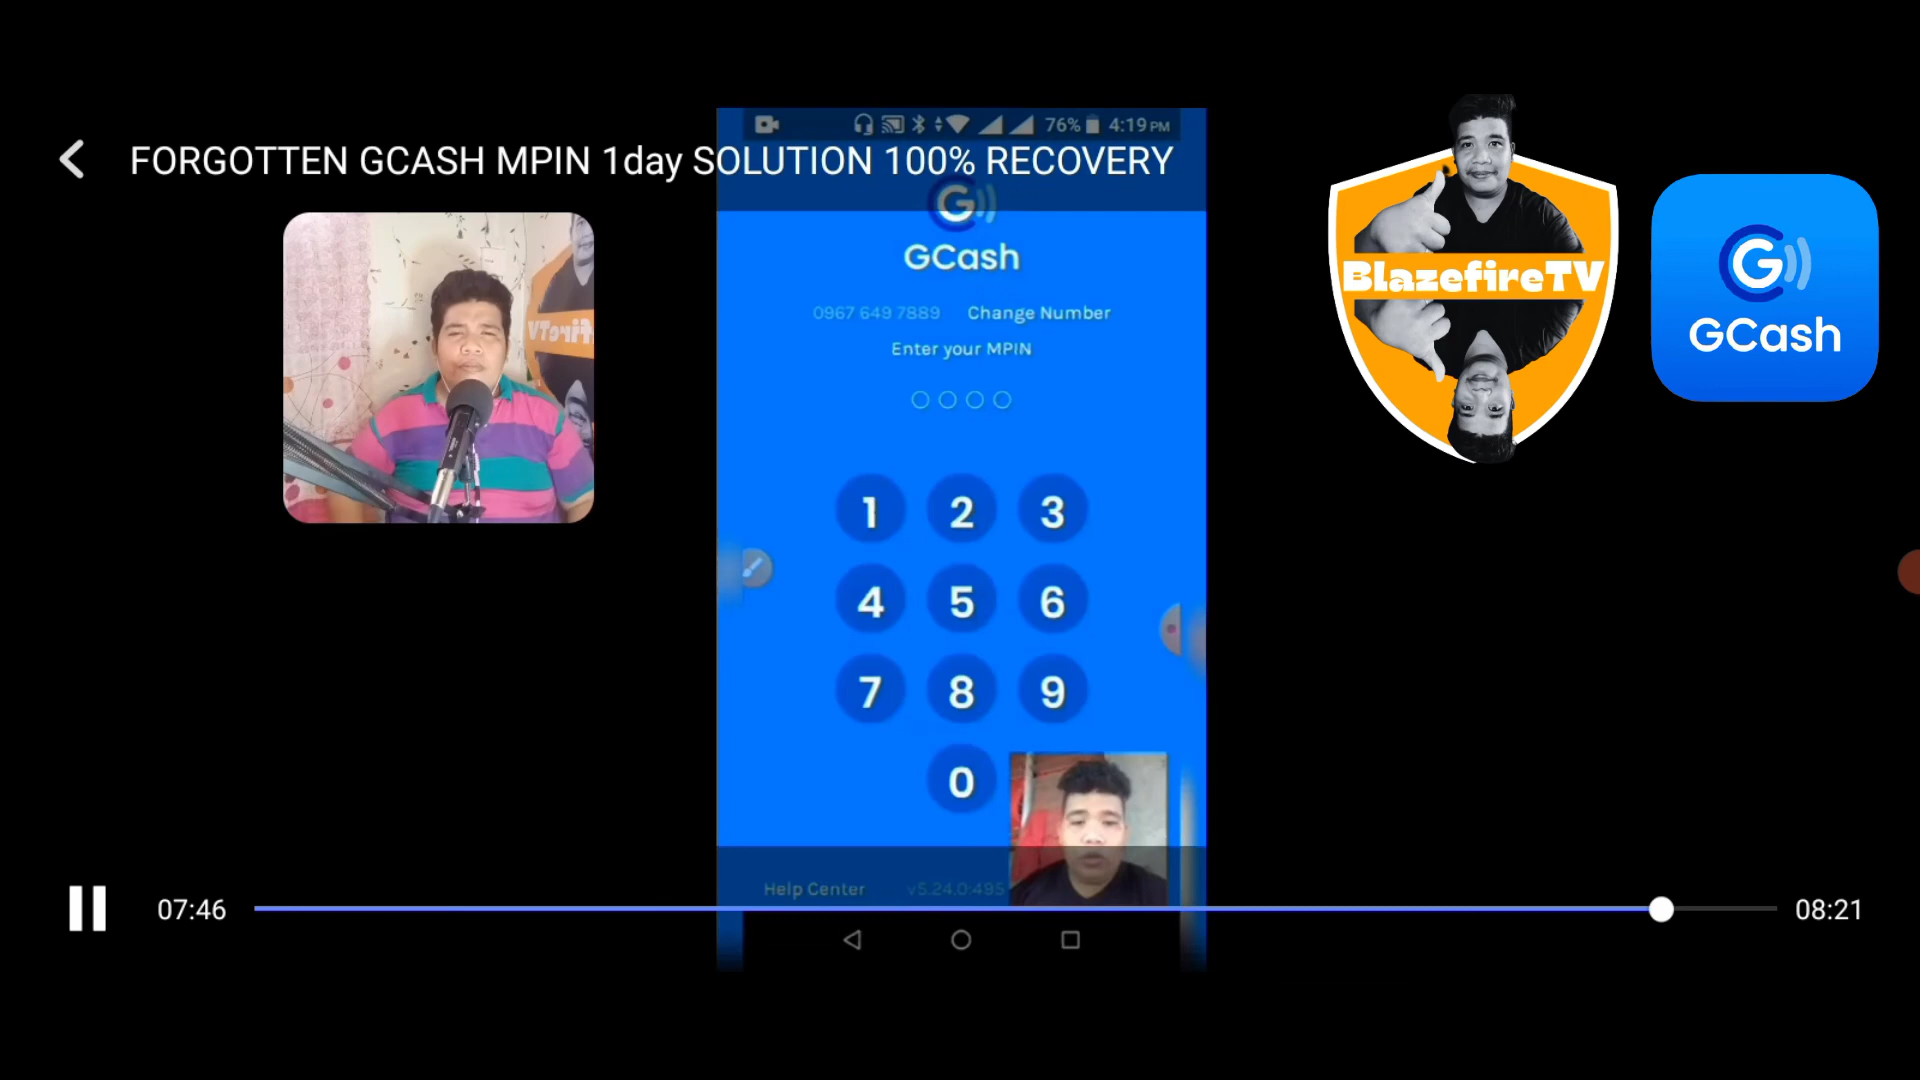 76% 4:19 PM
FORGOTTEN GCASH MPIN 1day SOLUTION 100% RECOVERY
G
GCash
0967 649 7889 Change Number
Enter your MPIN
1 2 3
4 5 6
7 8 9
0
Help Center v5.24.0:495
BlazefireTV
G
GCash
fireTV
07:46 08:21